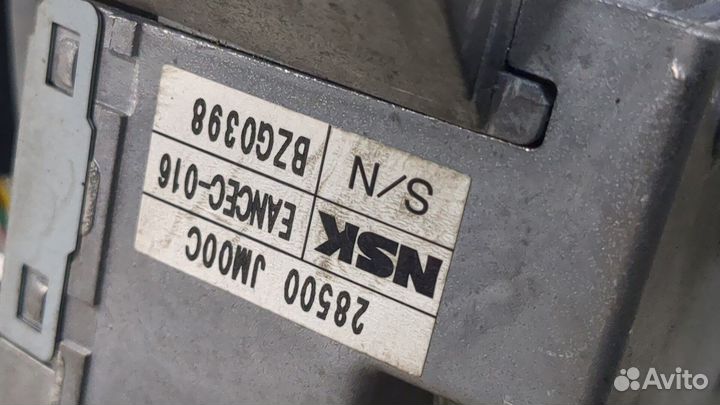 28500 JM00C
NSK EANCEC-016
S/N BZG0398
Avito